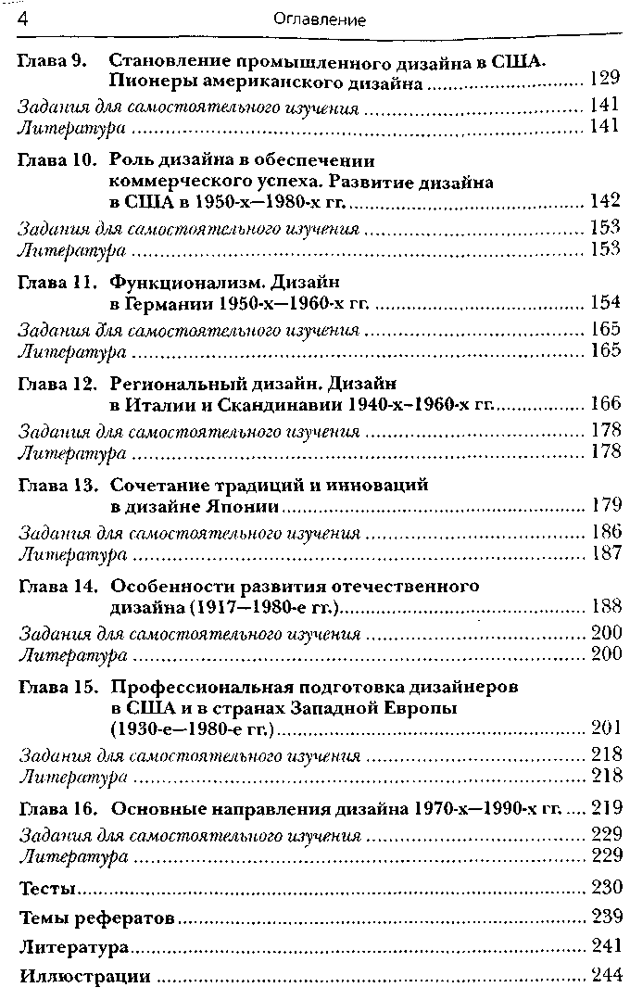 4 Оглавление
Глава 9. Становление промышленного дизайна в США.
Пионеры американского дизайна 129
Задания для самостоятельного изучения 141
Литература 141
Глава 10. Роль дизайна в обеспечении
коммерческого успеха. Развитие дизайна
в США в 1950-х—1980-х гг. 142
Задания для самостоятельного изучения 153
Литература 153
Глава 11. Функционализм. Дизайн
в Германии 1950-х—1960-х гг. 154
Задания для самостоятельного изучения 165
Литература 165
Глава 12. Региональный дизайн. Дизайн
в Италии и Скандинавии 1940-х–1960-х гг. 166
Задания для самостоятельного изучения 178
Литература 178
Глава 13. Сочетание традиций и инноваций
в дизайне Японии 179
Задания для самостоятельного изучения 186
Литература 187
Глава 14. Особенности развития отечественного
дизайна (1917—1980-е гг.) 188
Задания для самостоятельного изучения 200
Литература 200
Глава 15. Профессиональная подготовка дизайнеров
в США и в странах Западной Европы
(1930-е—1980-е гг.) 201
Задания для самостоятельного изучения 218
Литература 218
Глава 16. Основные направления дизайна 1970-х—1990-х гг. 219
Задания для самостоятельного изучения 229
Литература 229
Тесты 230
Темы рефератов 239
Литература 241
Иллюстрации 244